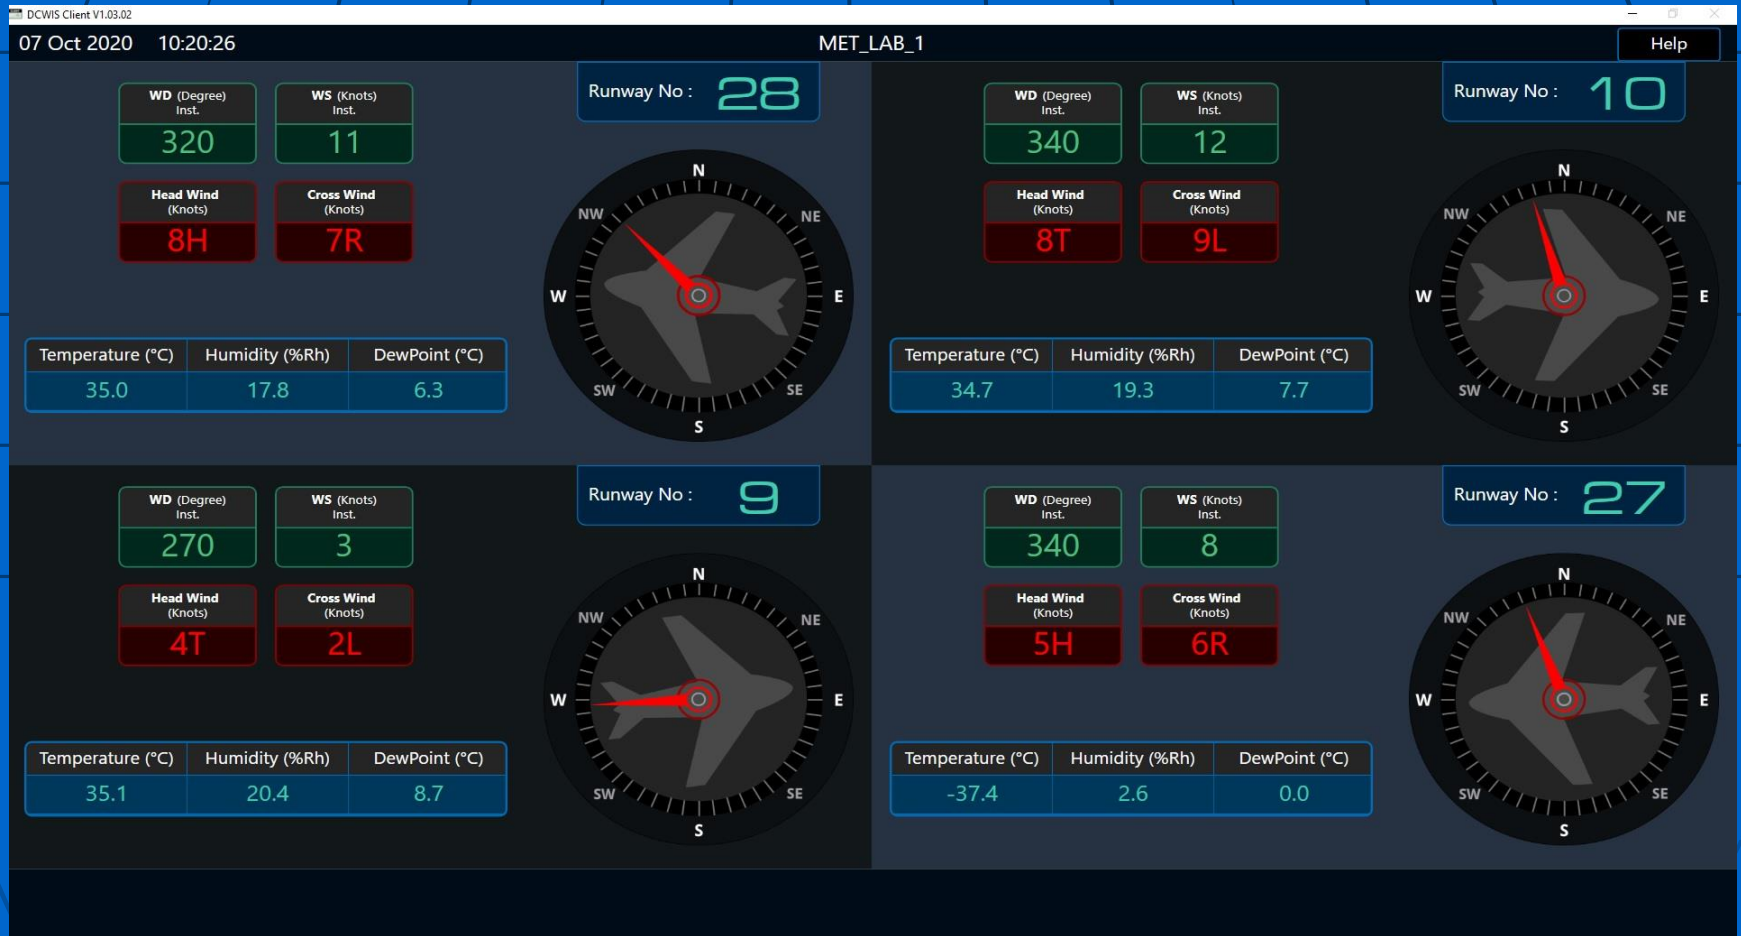 DCWIS Client V1.03.02
07 Oct 2020 10:20:26 MET_LAB_1 Help
WD (Degree)
Inst.
320
WS (Knots)
Inst.
11
Runway No : 28
Head Wind
(Knots)
8H
Cross Wind
(Knots)
7R
N
NE
E
SE
S
SW
W
NW
Temperature (°C) Humidity (%Rh) DewPoint (°C)
35.0 17.8 6.3
WD (Degree)
Inst.
340
WS (Knots)
Inst.
12
Runway No : 10
Head Wind
(Knots)
8T
Cross Wind
(Knots)
9L
N
NE
E
SE
S
SW
W
NW
Temperature (°C) Humidity (%Rh) DewPoint (°C)
34.7 19.3 7.7
WD (Degree)
Inst.
270
WS (Knots)
Inst.
3
Runway No : 9
Head Wind
(Knots)
4T
Cross Wind
(Knots)
2L
N
NE
E
SE
S
SW
W
NW
Temperature (°C) Humidity (%Rh) DewPoint (°C)
35.1 20.4 8.7
WD (Degree)
Inst.
340
WS (Knots)
Inst.
8
Runway No : 27
Head Wind
(Knots)
5H
Cross Wind
(Knots)
6R
N
NE
E
SE
S
SW
W
NW
Temperature (°C) Humidity (%Rh) DewPoint (°C)
-37.4 2.6 0.0